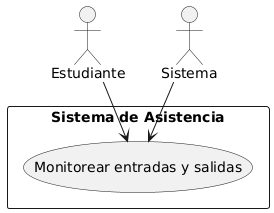 Estudiante
Sistema
Sistema de Asistencia
Monitorear entradas y salidas